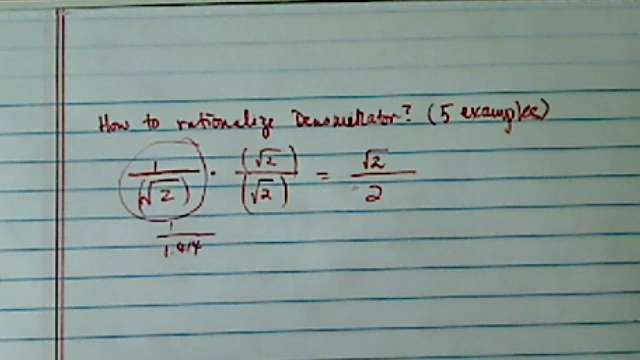 How to rationalize Denominator? (5 examples)
1/(√2) · (√2)/(√2) = √2/2
1/1.414